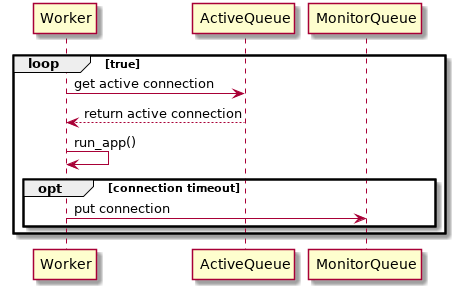 Worker ActiveQueue MonitorQueue
loop [true]
get active connection
return active connection
run_app()
opt [connection timeout]
put connection
Worker ActiveQueue MonitorQueue